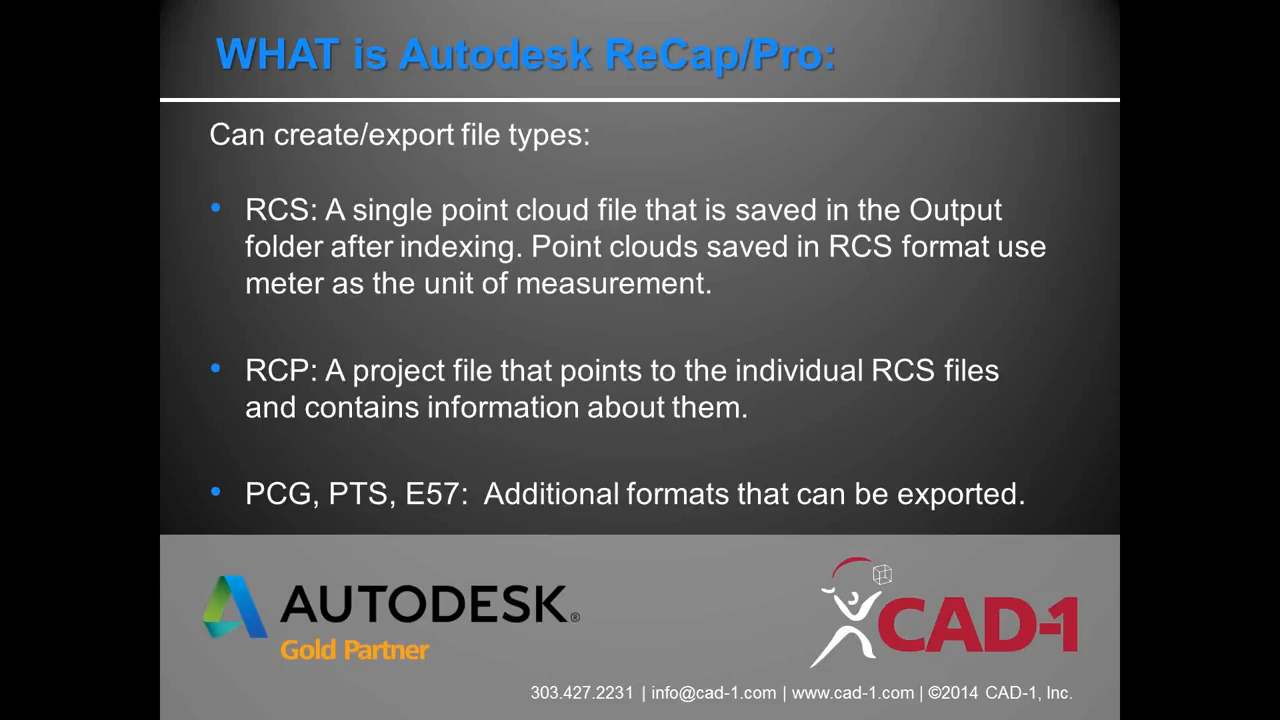 WHAT is Autodesk ReCap/Pro:
Can create/export file types:
• RCS: A single point cloud file that is saved in the Output
folder after indexing. Point clouds saved in RCS format use
meter as the unit of measurement.
• RCP: A project file that points to the individual RCS files
and contains information about them.
• PCG, PTS, E57:  Additional formats that can be exported.
AUTODESK®
Gold Partner
CAD-1
303.427.2231 | info@cad-1.com | www.cad-1.com | ©2014 CAD-1, Inc.